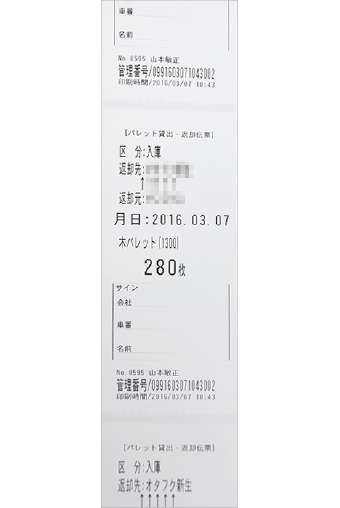 車番
名前
No 0595 山本敏正
管理番号/0991603071043002
印刷時間/2016/03/07 10:43
[パレット貸出・返却伝票]
区 分:入庫
返却先:
↑
返却元:
月日:2016.03.07
木パレット(1300)
280枚
サイン
会社
車番
名前
No 0595 山本敏正
管理番号/0991603071043002
印刷時間/2016/03/07 10:43
[パレット貸出・返却伝票]
区 分:入庫
返却先:オタフク新生
↑↑↑↑↑